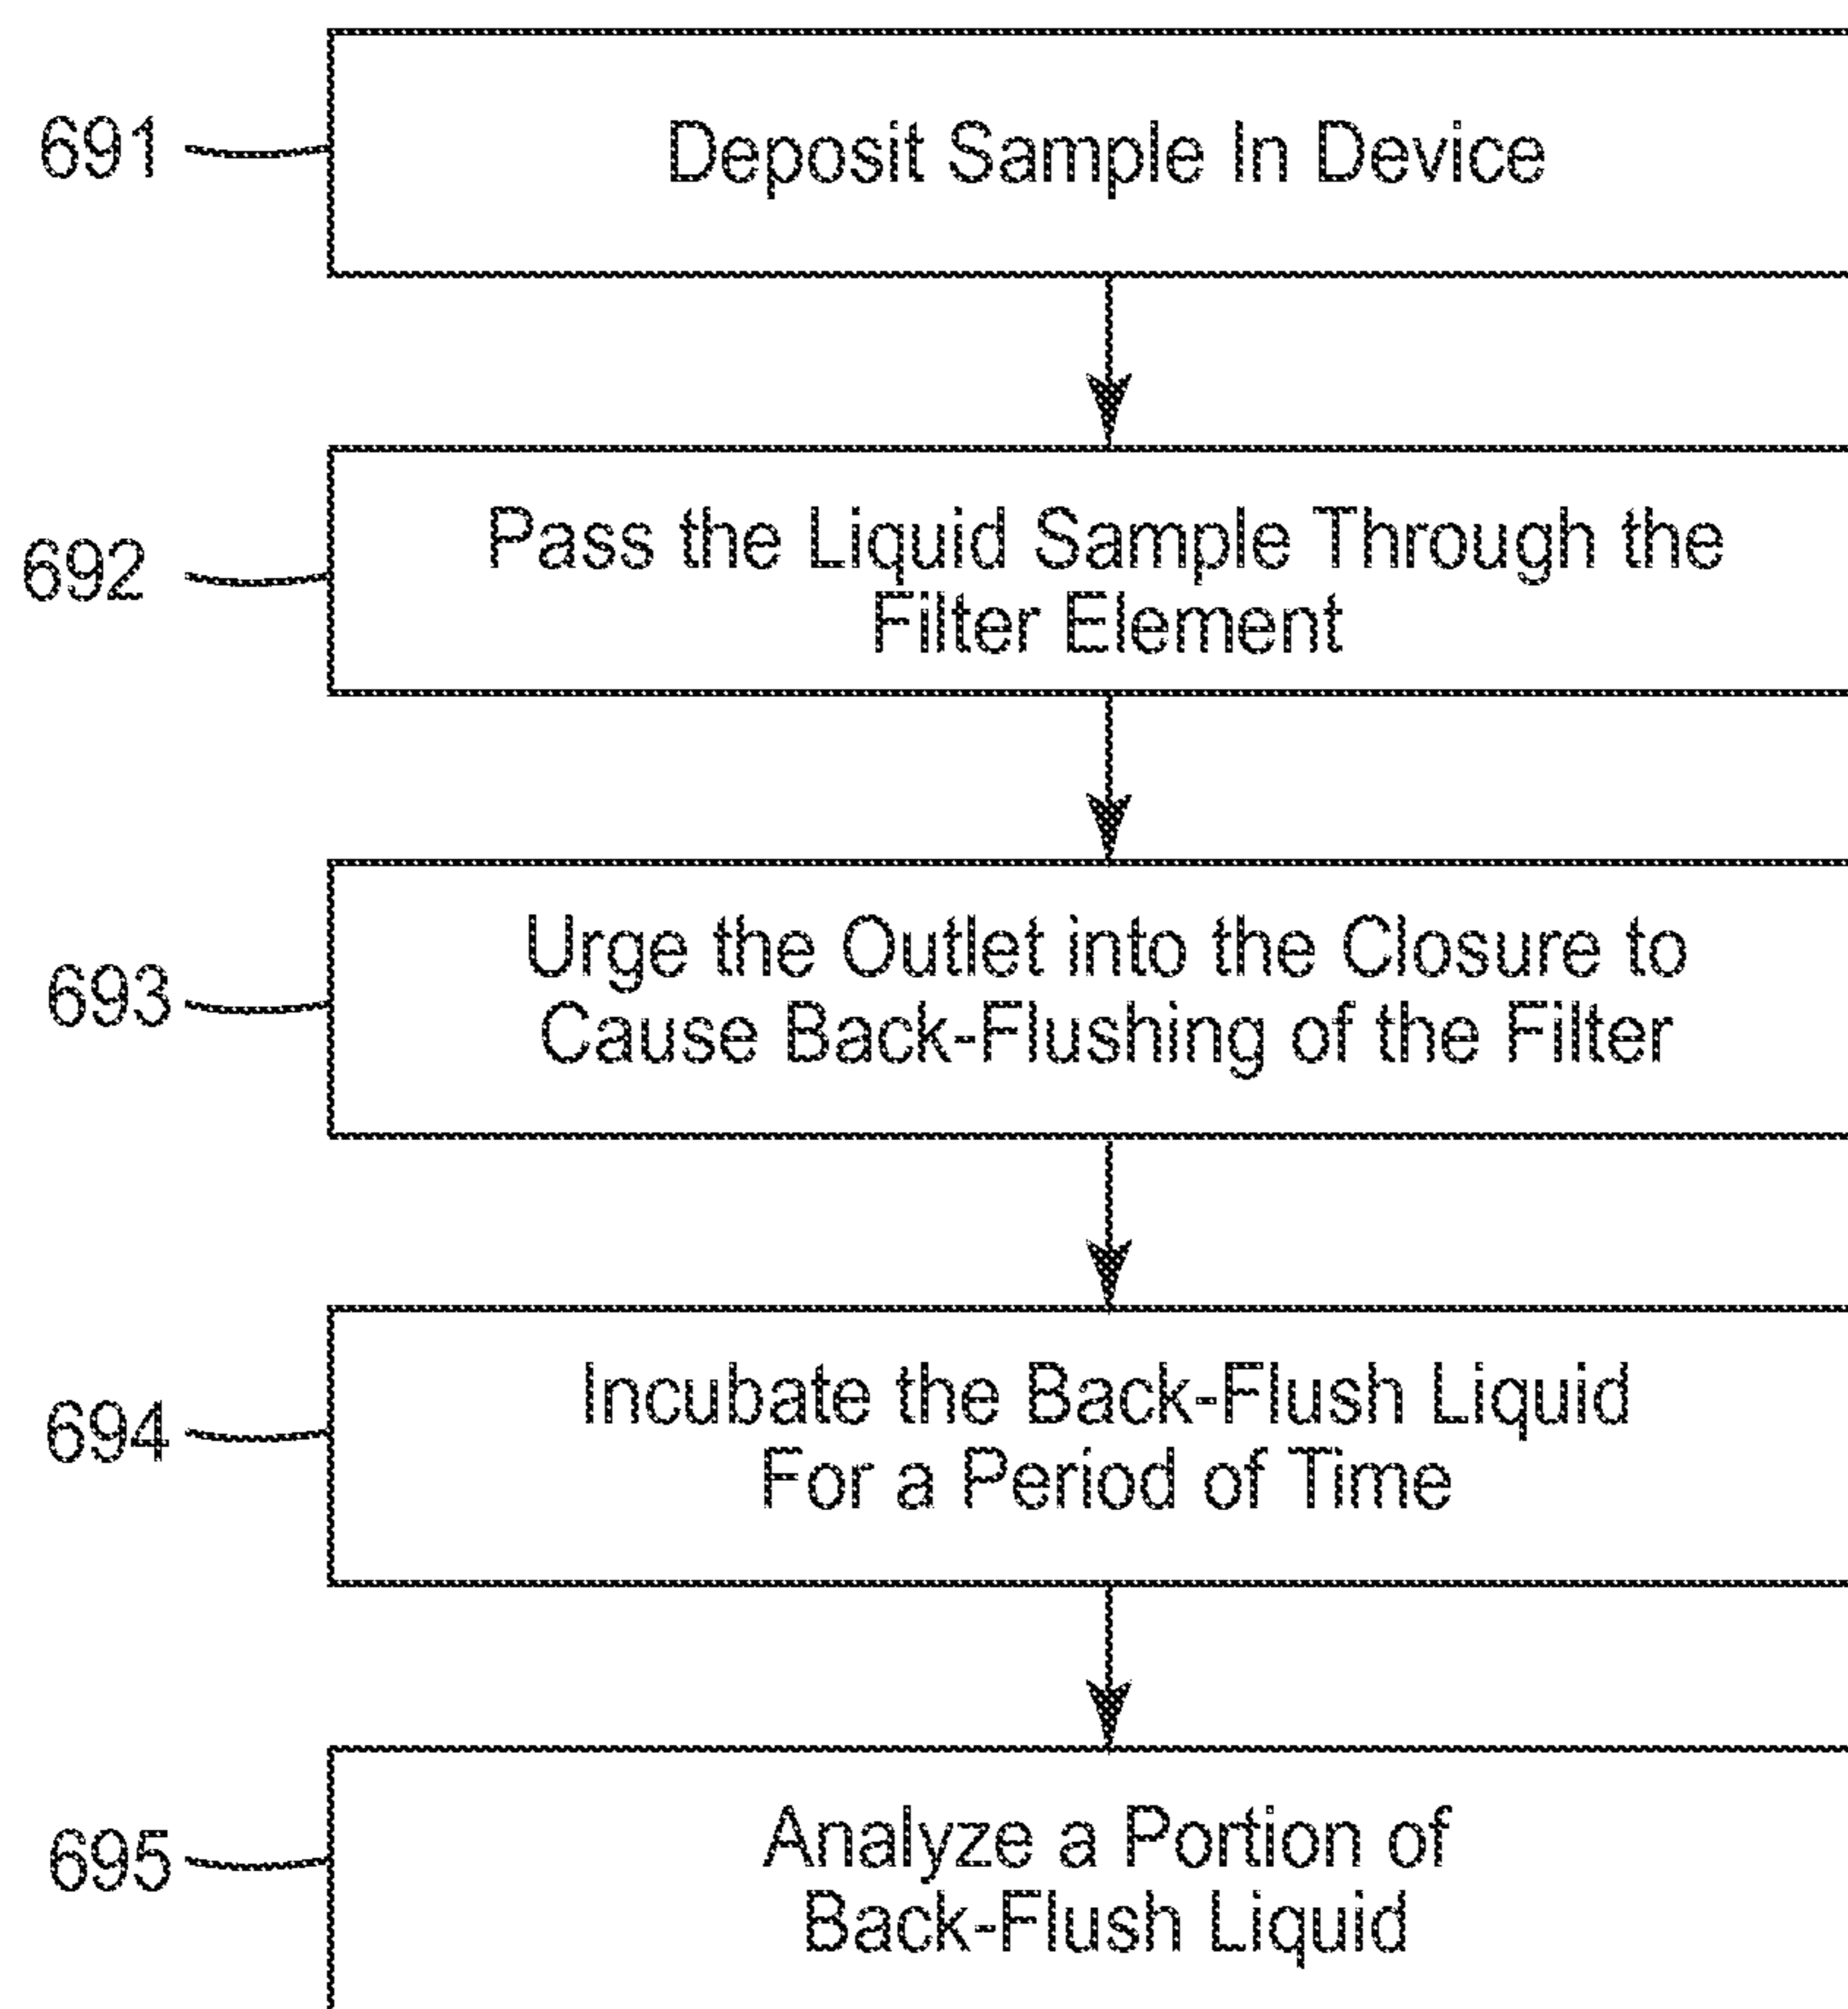 691
Deposit Sample In Device
692
Pass the Liquid Sample Through the
Filter Element
693
Urge the Outlet into the Closure to
Cause Back-Flushing of the Filter
694
Incubate the Back-Flush Liquid
For a Period of Time
695
Analyze a Portion of
Back-Flush Liquid